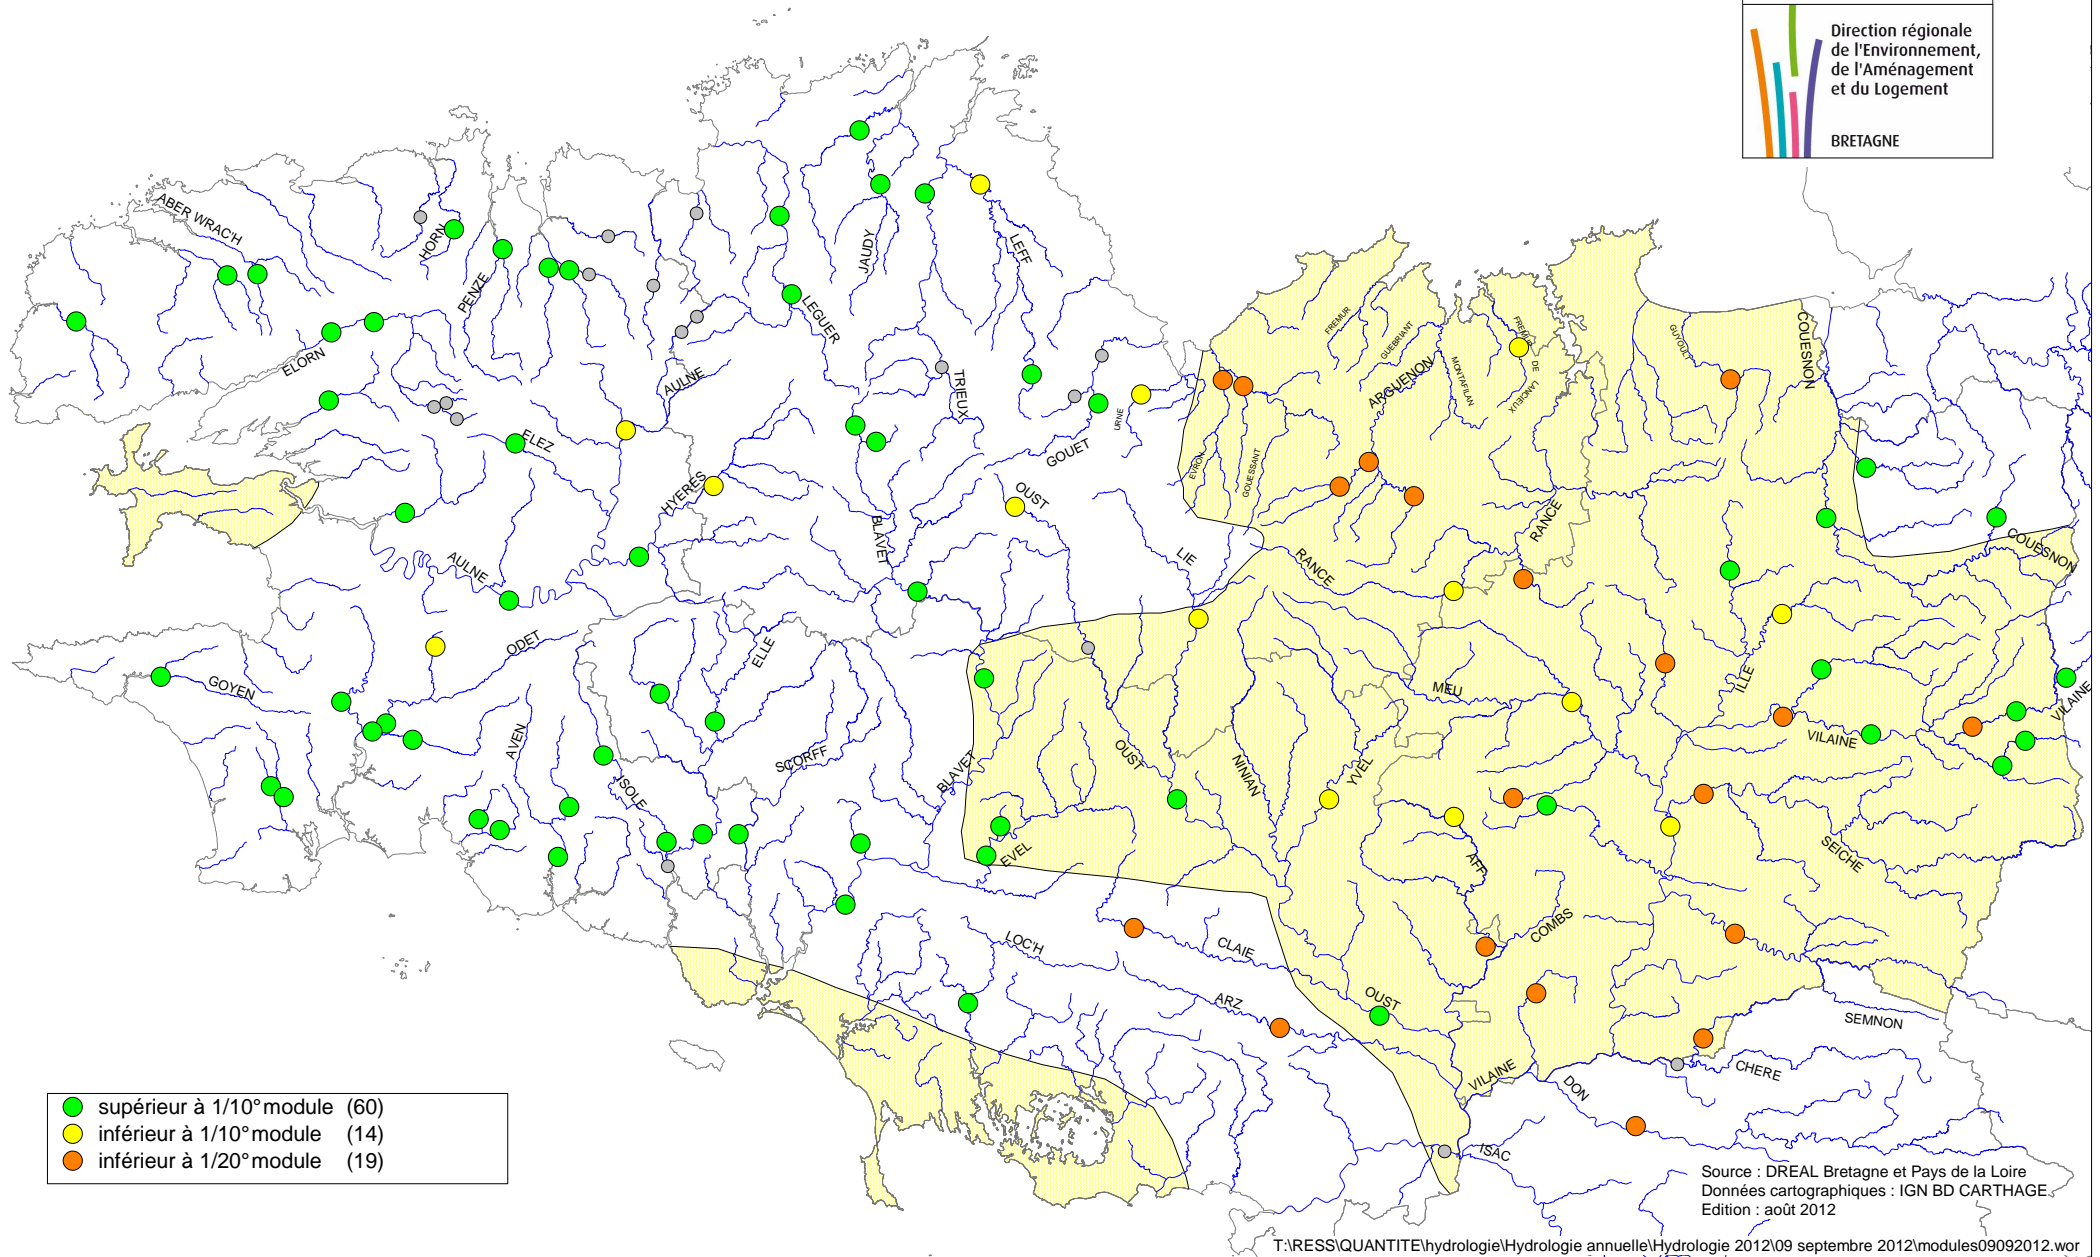 Direction régionale
de l'Environnement,
de l'Aménagement
et du Logement
BRETAGNE
ABER WRAC'H
HORN
PENZE
ELORN
JAUDY
LEFF
LEGUER
TRIEUX
AULNE
ELEZ
HYERES
GOUET
URNE
OUST
BLAVET
LIE
AULNE
ODET
ELLE
GOYEN
AVEN
ISOLE
SCORFF
BLAVET
EVEL
OUST
NINIAN
YVEL
EVRON
GOUESSANT
FREMUR
GUEBRIANT
ARGUENON
MONTAFILAN
FREMUR
DE
LANCIEUX
GUYOULT
COUESNON
RANCE
RANCE
COUESNON
MEU
ILLE
VILAINE
VILAINE
SEICHE
AFF
COMBS
LOC'H
CLAIE
ARZ
OUST
VILAINE
SEMNON
CHERE
DON
ISAC
supérieur à 1/10° module (60)
inférieur à 1/10° module (14)
inférieur à 1/20° module (19)
Source : DREAL Bretagne et Pays de la Loire
Données cartographiques : IGN BD CARTHAGE
Edition : août 2012
T:\RESS\QUANTITE\hydrologie\Hydrologie annuelle\Hydrologie 2012\09 septembre 2012\modules09092012.wor